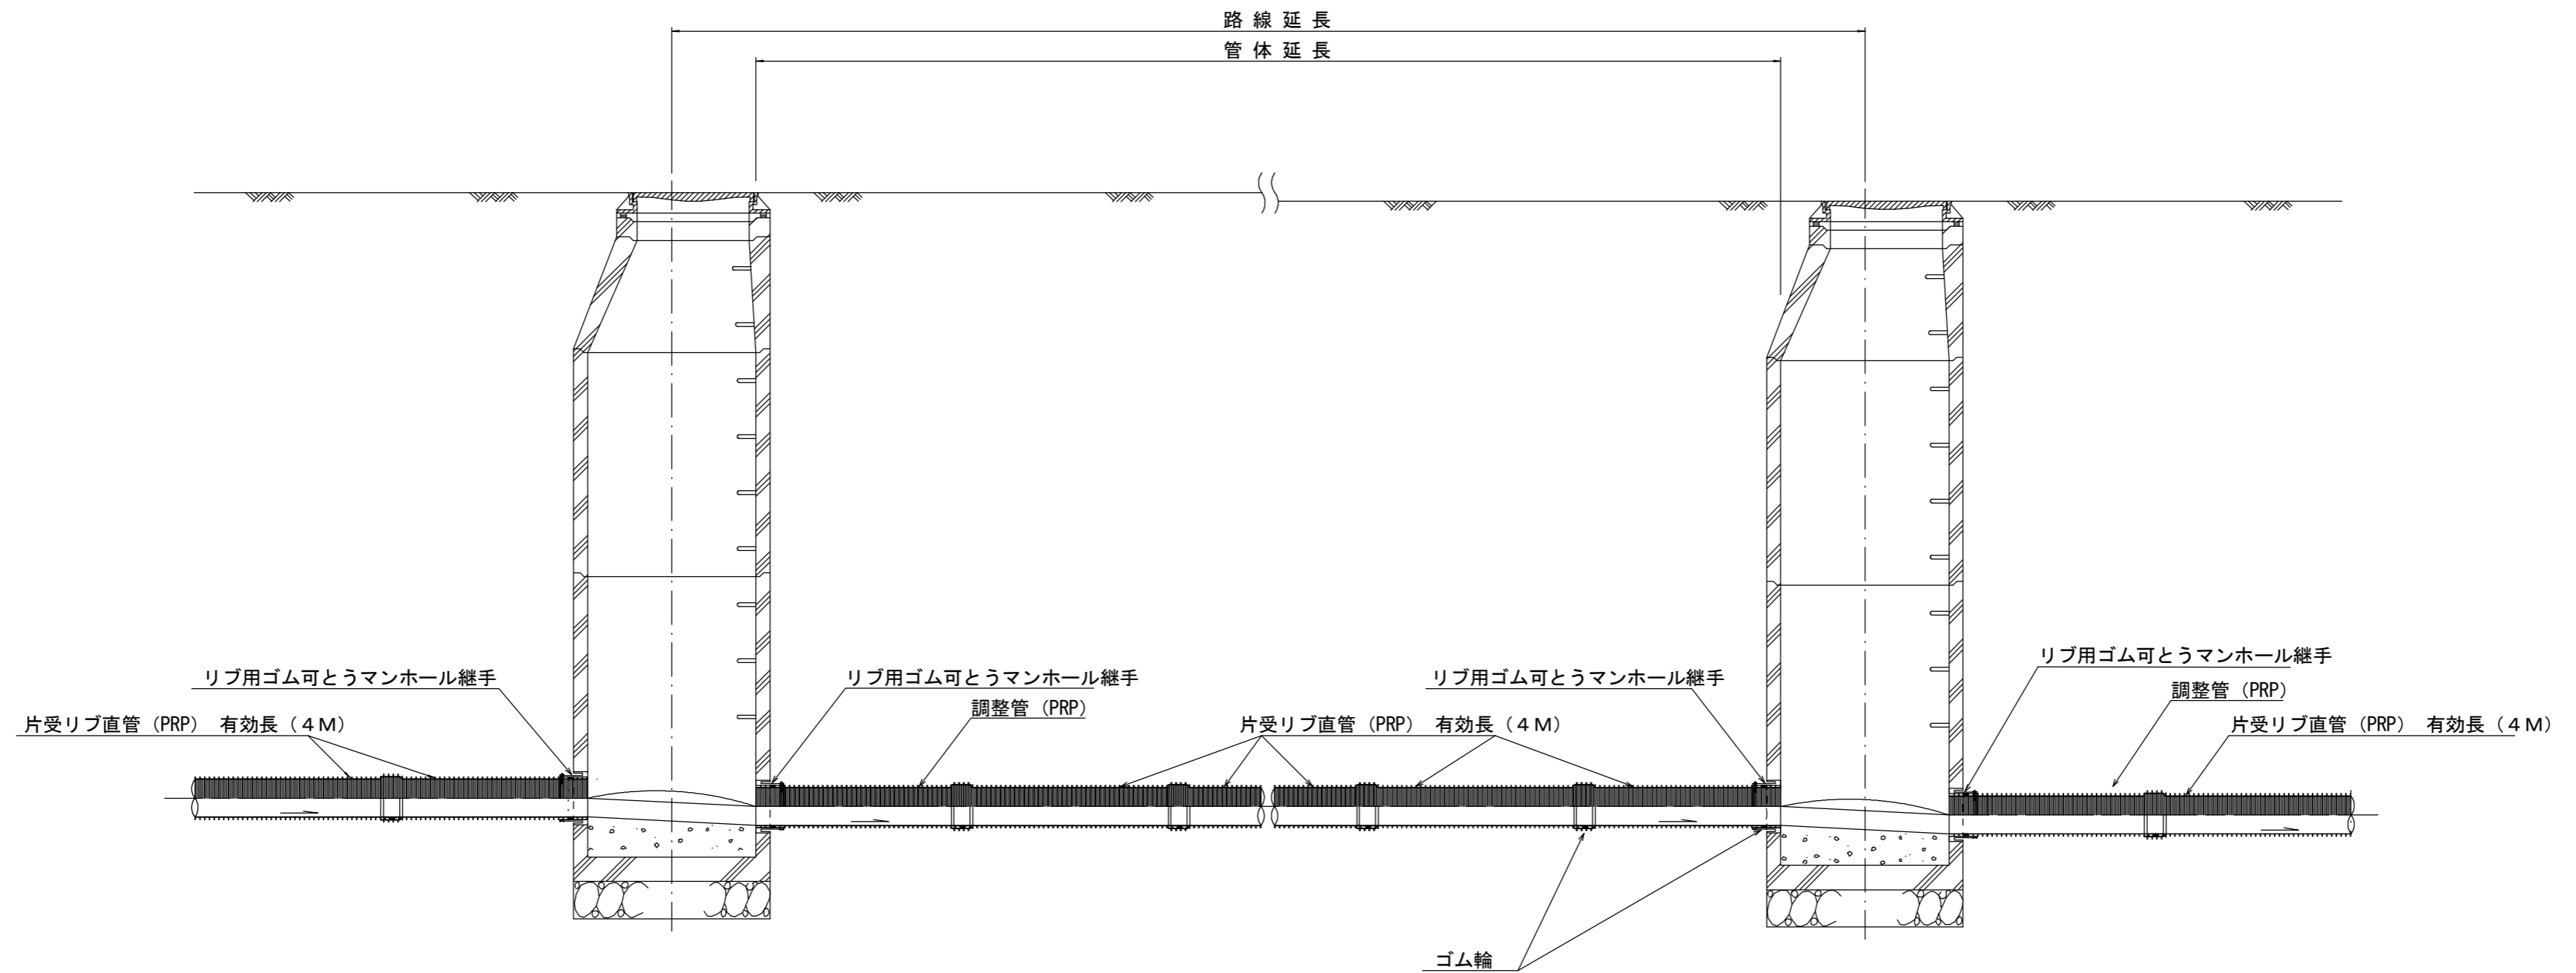 路 線 延 長
管 体 延 長
リブ用ゴム可とうマンホール継手
片受リブ直管（PRP） 有効長（４Ｍ）
リブ用ゴム可とうマンホール継手
調整管（PRP）
リブ用ゴム可とうマンホール継手
片受リブ直管（PRP） 有効長（４Ｍ）
リブ用ゴム可とうマンホール継手
調整管（PRP）
片受リブ直管（PRP） 有効長（４Ｍ）
ゴム輪